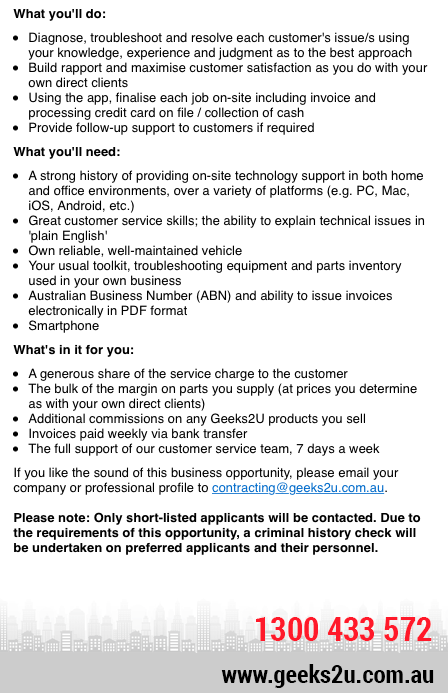 What you'll do:
• Diagnose, troubleshoot and resolve each customer's issue/s using
your knowledge, experience and judgment as to the best approach
• Build rapport and maximise customer satisfaction as you do with your
own direct clients
• Using the app, finalise each job on-site including invoice and
processing credit card on file / collection of cash
• Provide follow-up support to customers if required
What you'll need:
• A strong history of providing on-site technology support in both home
and office environments, over a variety of platforms (e.g. PC, Mac,
iOS, Android, etc.)
• Great customer service skills; the ability to explain technical issues in
'plain English'
• Own reliable, well-maintained vehicle
• Your usual toolkit, troubleshooting equipment and parts inventory
used in your own business
• Australian Business Number (ABN) and ability to issue invoices
electronically in PDF format
• Smartphone
What's in it for you:
• A generous share of the service charge to the customer
• The bulk of the margin on parts you supply (at prices you determine
as with your own direct clients)
• Additional commissions on any Geeks2U products you sell
• Invoices paid weekly via bank transfer
• The full support of our customer service team, 7 days a week
If you like the sound of this business opportunity, please email your
company or professional profile to contracting@geeks2u.com.au.
Please note: Only short-listed applicants will be contacted. Due to
the requirements of this opportunity, a criminal history check will
be undertaken on preferred applicants and their personnel.
1300 433 572
www.geeks2u.com.au